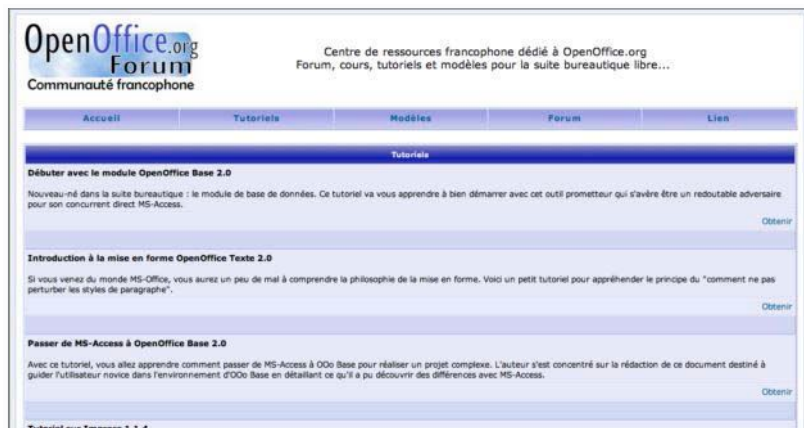 OpenOffice.org
Forum
Communauté francophone
Centre de ressources francophone dédié à OpenOffice.org
Forum, cours, tutoriels et modèles pour la suite bureautique libre...
Accueil Tutoriels Modèles Forum Lien
Tutoriels
Débuter avec le module OpenOffice Base 2.0
Nouveau-né dans la suite bureautique : le module de base de données. Ce tutoriel va vous apprendre à bien démarrer avec cet outil prometteur qui s'avère être un redoutable adversaire
pour son concurrent direct MS-Access.
Obtenir
Introduction à la mise en forme OpenOffice Texte 2.0
Si vous venez du monde MS-Office, vous aurez un peu de mal à comprendre la philosophie de la mise en forme. Voici un petit tutoriel pour appréhender le principe du "comment ne pas
perturber les styles de paragraphe".
Obtenir
Passer de MS-Access à OpenOffice Base 2.0
Avec ce tutoriel, vous allez apprendre comment passer de MS-Access à OOo Base pour réaliser un projet complexe. L'auteur s'est concentré sur la rédaction de ce document destiné à
guider l'utilisateur novice dans l'environnement d'OOo Base en détaillant ce qu'il a pu découvrir des différences avec MS-Access.
Obtenir
Tutoriel sur Impress 1.1.4